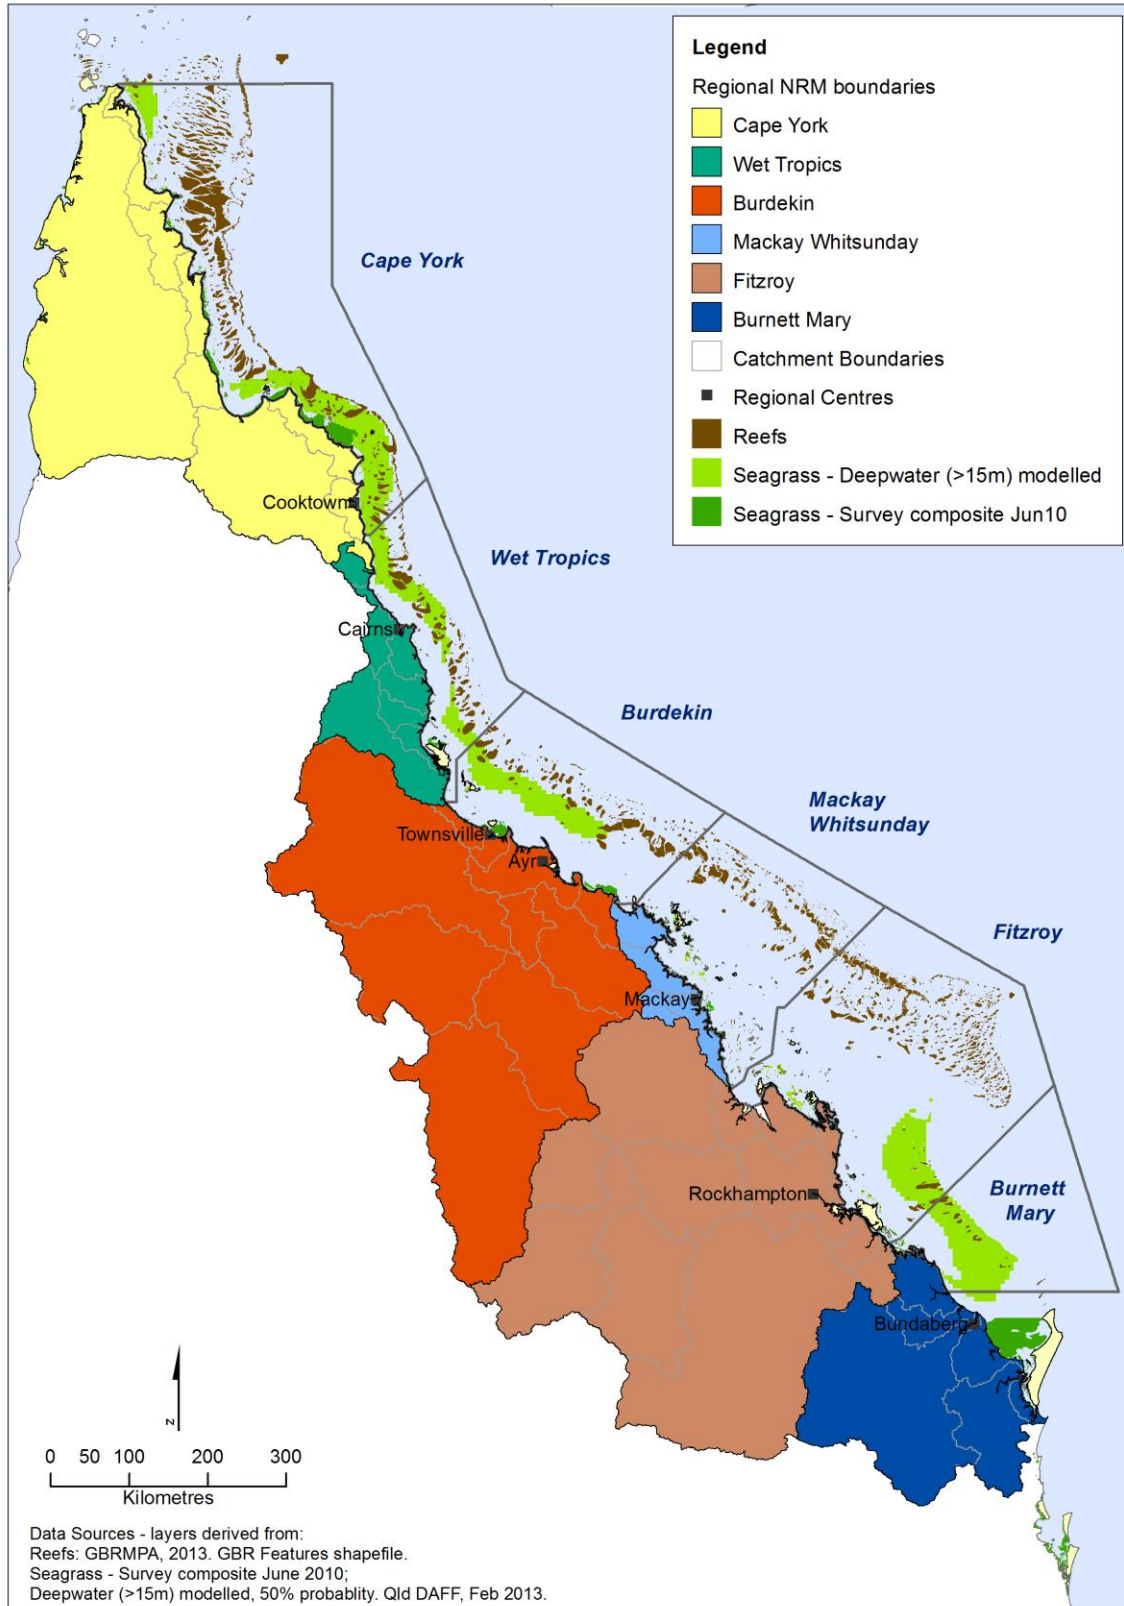 Legend
Regional NRM boundaries
Cape York
Wet Tropics
Burdekin
Mackay Whitsunday
Fitzroy
Burnett Mary
Catchment Boundaries
Regional Centres
Reefs
Seagrass - Deepwater (>15m) modelled
Seagrass - Survey composite Jun10
Cape York
Cooktown
Wet Tropics
Cairns
Burdekin
Mackay
Whitsunday
Townsville
Ayr
Fitzroy
Mackay
Rockhampton
Burnett
Mary
Bundaberg
N
0 50 100 200 300
Kilometres
Data Sources - layers derived from:
Reefs: GBRMPA, 2013. GBR Features shapefile.
Seagrass - Survey composite June 2010;
Deepwater (>15m) modelled, 50% probablity. Qld DAFF, Feb 2013.